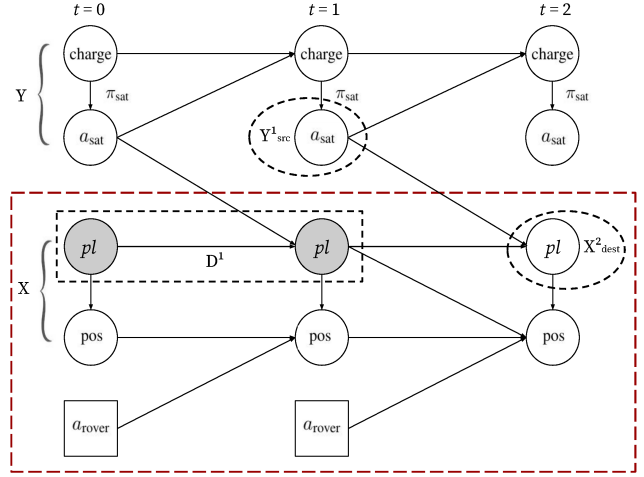 t = 0 t = 1 t = 2
charge charge charge
Y π_sat π_sat π_sat
a_sat Y¹_src a_sat a_sat
pl pl pl X²_dest
D¹
X
pos pos pos
a_rover a_rover